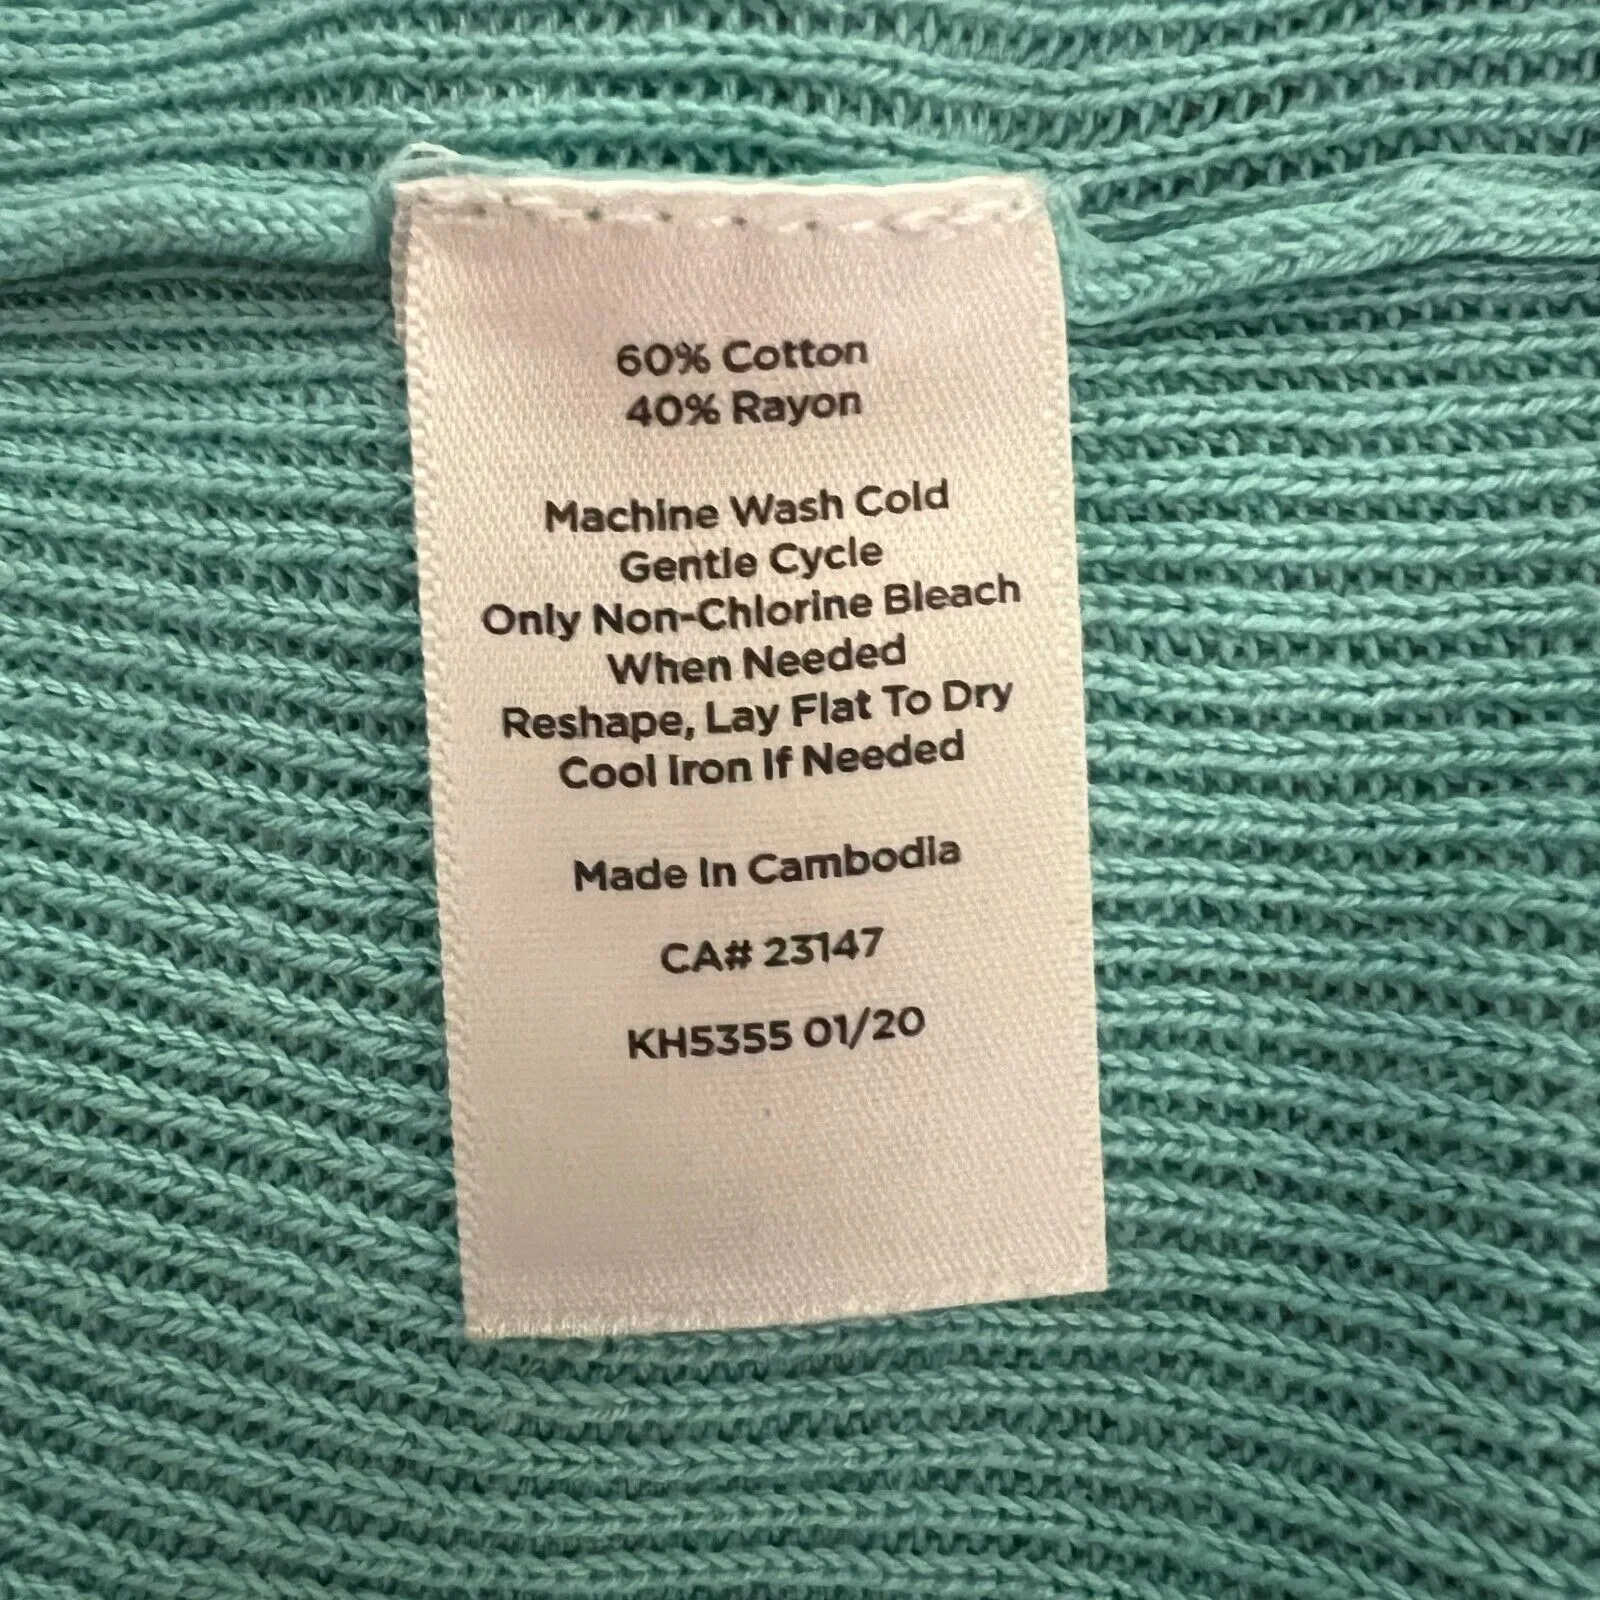 60% Cotton
40% Rayon
Machine Wash Cold
Gentle Cycle
Only Non-Chlorine Bleach
When Needed
Reshape, Lay Flat To Dry
Cool Iron If Needed
Made In Cambodia
CA# 23147
KH5355 01/20